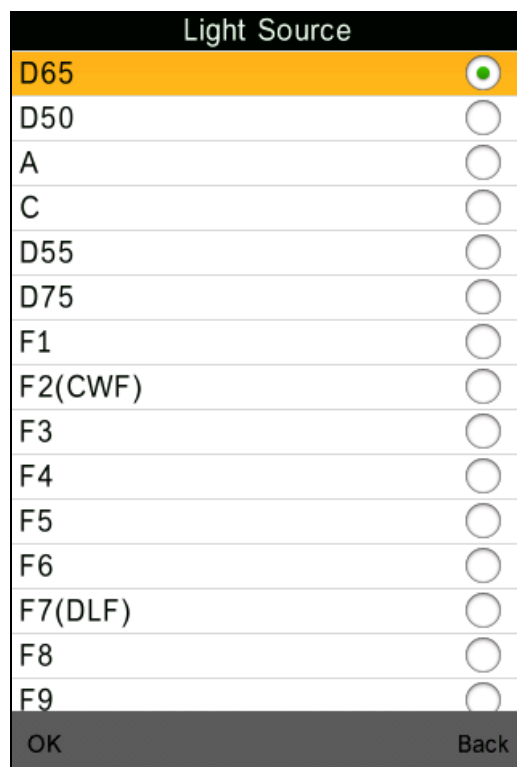 Light Source
D65
D50
A
C
D55
D75
F1
F2(CWF)
F3
F4
F5
F6
F7(DLF)
F8
F9
OK Back